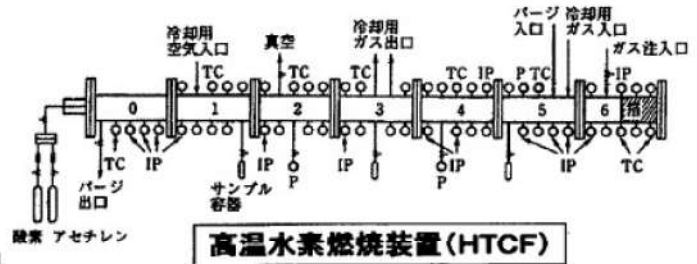 冷却用
空気入口
真空
冷却用
ガス出口
パージ
入口
冷却用
ガス入口
ガス注入口
TC
TC
TC
TC
IP
P
TC
IP
0
1
2
3
4
5
6
TC
IP
IP
P
IP
P
IP
IP
TC
パージ
出口
サンプル
容器
酸素
アセチレン
高温水素燃焼装置(HTCF)